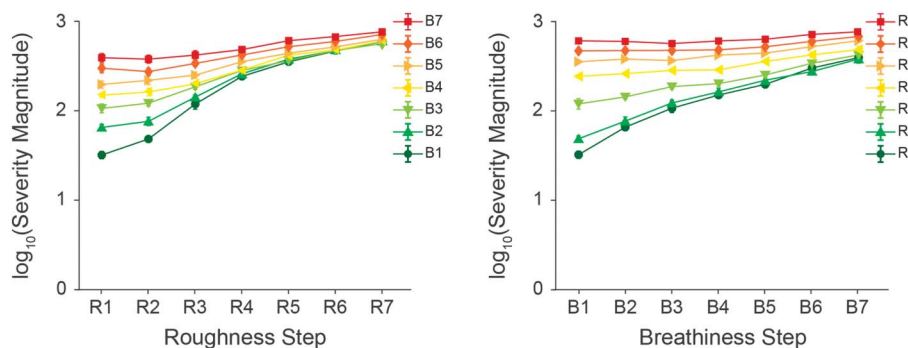 3
2
1
0
log₁₀(Severity Magnitude)
R1 R2 R3 R4 R5 R6 R7
Roughness Step
B7
B6
B5
B4
B3
B2
B1
3
2
1
0
log₁₀(Severity Magnitude)
B1 B2 B3 B4 B5 B6 B7
Breathiness Step
R
R
R
R
R
R
R